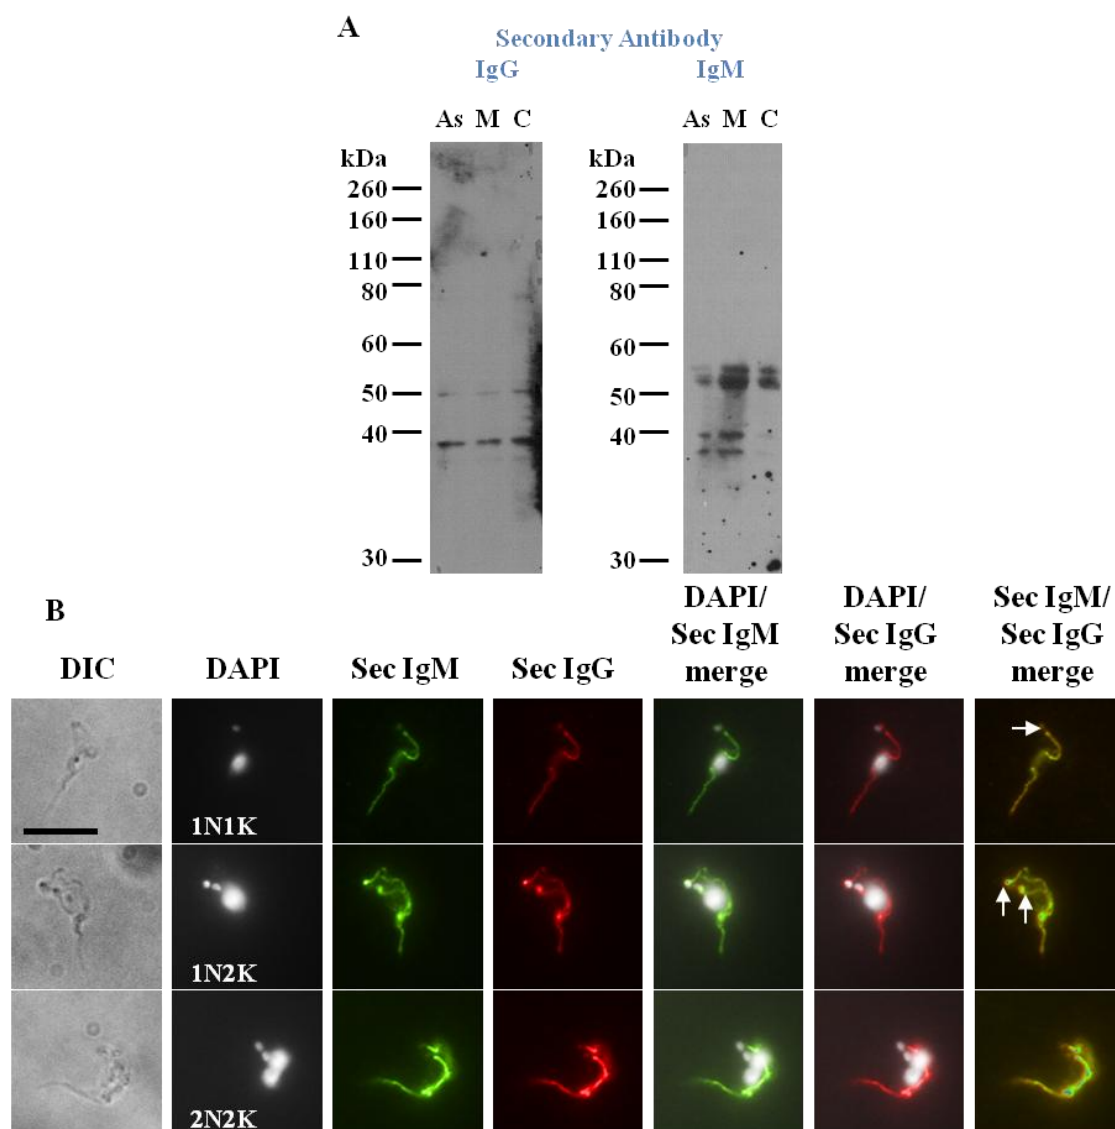 A
Secondary Antibody
IgG IgM
As M C As M C
kDa kDa
260 260
160 160
110 110
80 80
60 60
50 50
40 40
30 30
B
DIC DAPI Sec IgM Sec IgG DAPI/ Sec IgM merge DAPI/ Sec IgG merge Sec IgM/ Sec IgG merge
1N1K
1N2K
2N2K